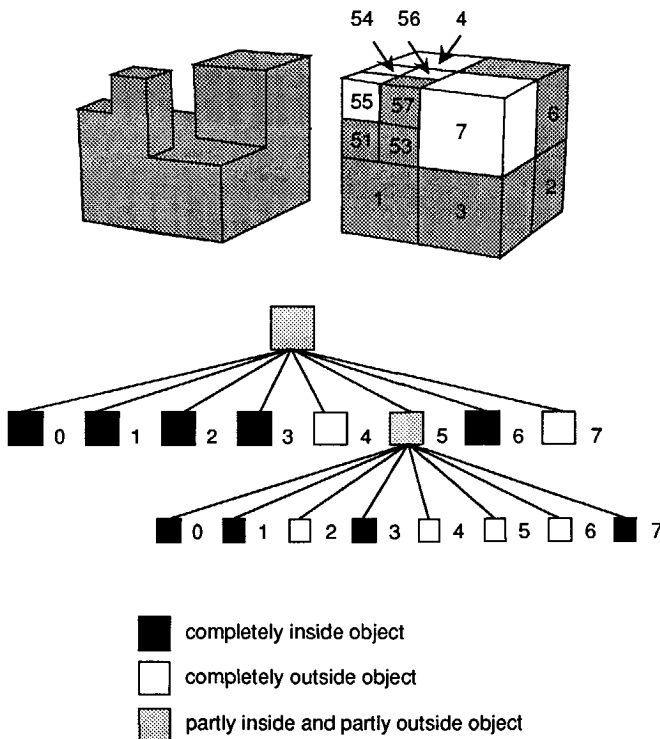 54 56 4
55 57
7 6
51 53
1 3 2
0 1 2 3 4 5 6 7
0 1 2 3 4 5 6 7
completely inside object
completely outside object
partly inside and partly outside object